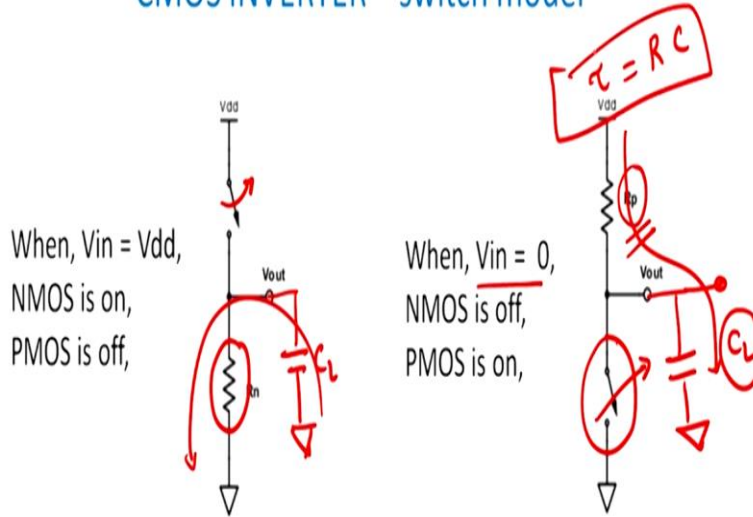 CMOS INVERTER – switch model
τ = RC
Vdd
Vdd
Rp
When, Vin = Vdd,
NMOS is on,
PMOS is off,
Vout
Rn
CL
When, Vin = 0,
NMOS is off,
PMOS is on,
Vout
CL